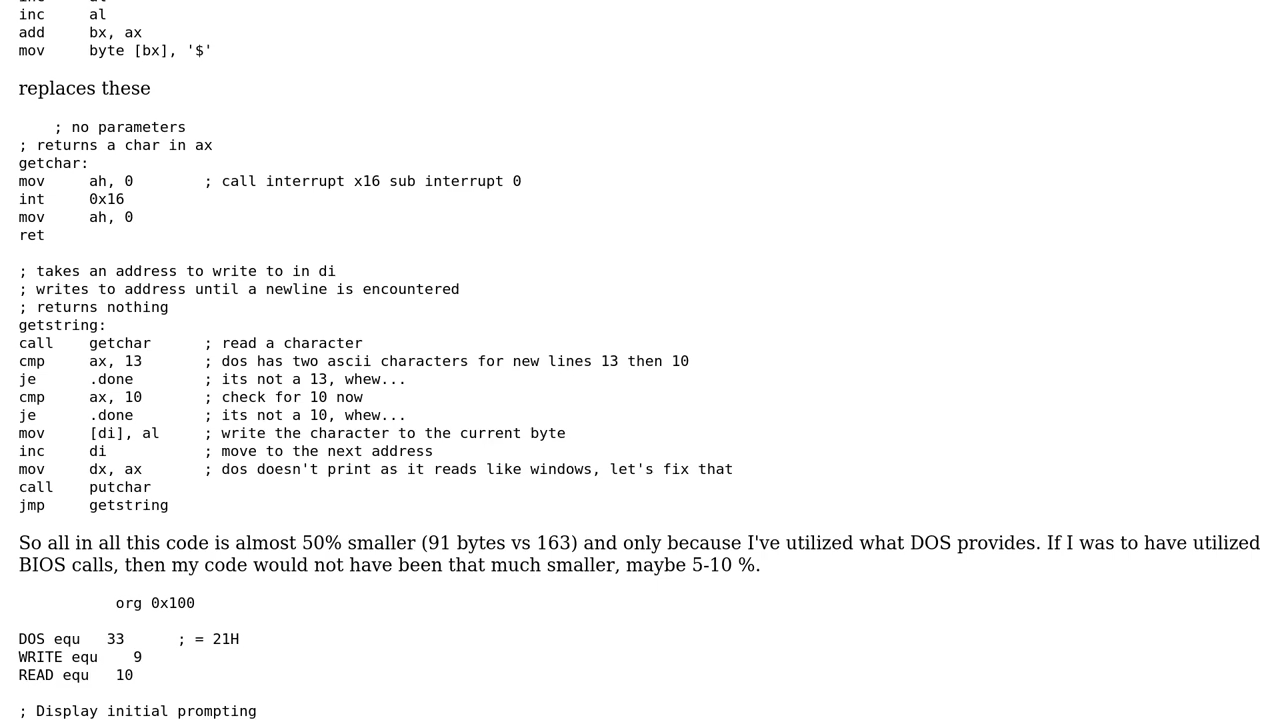 inc     al
add     bx, ax
mov     byte [bx], '$'
replaces these
    ; no parameters
; returns a char in ax
getchar:
mov     ah, 0        ; call interrupt x16 sub interrupt 0
int     0x16
mov     ah, 0
ret
; takes an address to write to in di
; writes to address until a newline is encountered
; returns nothing
getstring:
call    getchar      ; read a character
cmp     ax, 13       ; dos has two ascii characters for new lines 13 then 10
je      .done        ; its not a 13, whew...
cmp     ax, 10       ; check for 10 now
je      .done        ; its not a 10, whew...
mov     [di], al     ; write the character to the current byte
inc     di           ; move to the next address
mov     dx, ax       ; dos doesn't print as it reads like windows, let's fix that
call    putchar
jmp     getstring
So all in all this code is almost 50% smaller (91 bytes vs 163) and only because I've utilized what DOS provides. If I was to have utilized
BIOS calls, then my code would not have been that much smaller, maybe 5-10 %.
           org 0x100
DOS equ   33      ; = 21H
WRITE equ    9
READ equ   10
; Display initial prompting